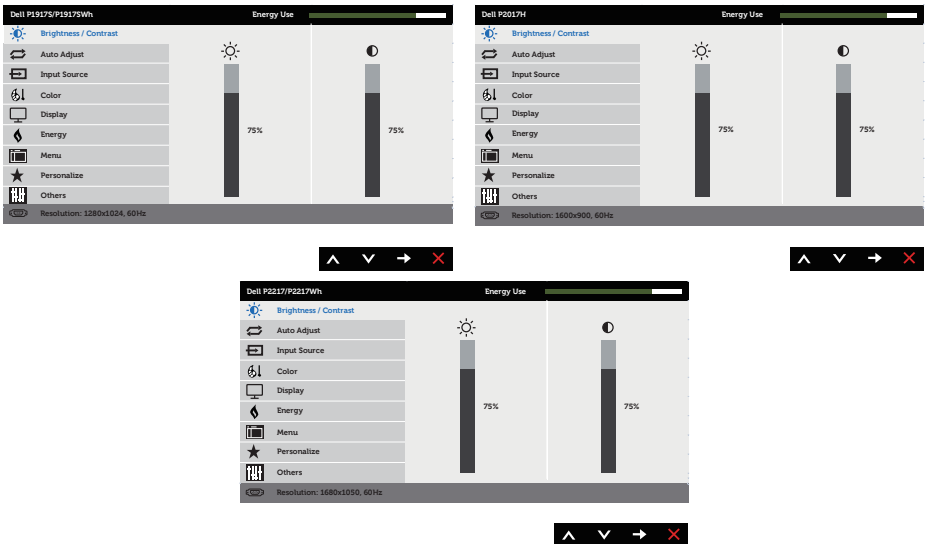 Dell P1917S/P1917SWh Energy Use
Brightness / Contrast
Auto Adjust
Input Source
Color
Display
Energy
Menu
Personalize
Others
75% 75%
Resolution: 1280x1024, 60Hz
Dell P2017H Energy Use
Brightness / Contrast
Auto Adjust
Input Source
Color
Display
Energy
Menu
Personalize
Others
75% 75%
Resolution: 1600x900, 60Hz
Dell P2217/P2217Wh Energy Use
Brightness / Contrast
Auto Adjust
Input Source
Color
Display
Energy
Menu
Personalize
Others
75% 75%
Resolution: 1680x1050, 60Hz